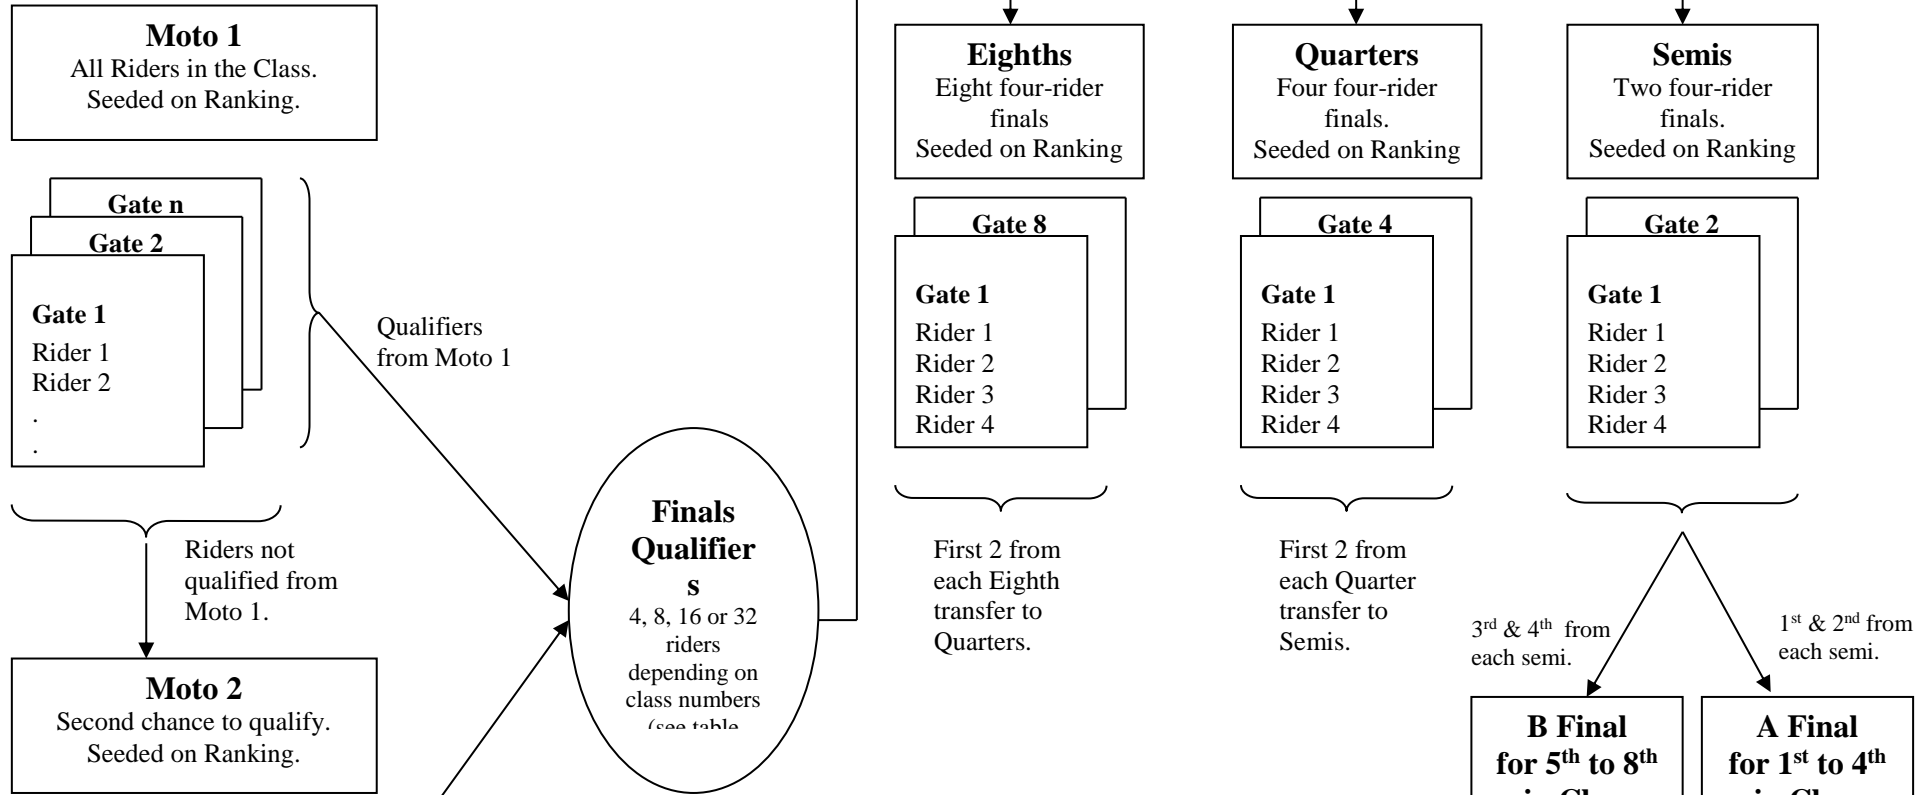 Moto 1
All Riders in the Class.
Seeded on Ranking.
Gate n
Gate 2
Gate 1
Rider 1
Rider 2
.
.
Qualifiers
from Moto 1
Riders not
qualified from
Moto 1.
Moto 2
Second chance to qualify.
Seeded on Ranking.
Finals
Qualifier
s
4, 8, 16 or 32
riders
depending on
class numbers
(see table
Eighths
Eight four-rider
finals
Seeded on Ranking
Gate 8
Gate 1
Rider 1
Rider 2
Rider 3
Rider 4
First 2 from
each Eighth
transfer to
Quarters.
Quarters
Four four-rider
finals.
Seeded on Ranking
Gate 4
Gate 1
Rider 1
Rider 2
Rider 3
Rider 4
First 2 from
each Quarter
transfer to
Semis.
Semis
Two four-rider
finals.
Seeded on Ranking
Gate 2
Gate 1
Rider 1
Rider 2
Rider 3
Rider 4
3rd & 4th from
each semi.
1st & 2nd from
each semi.
B Final
for 5th to 8th
A Final
for 1st to 4th